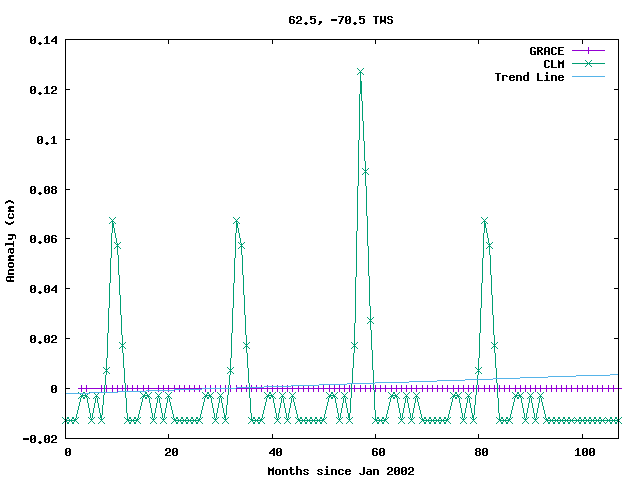 62.5, -70.5 TWS
0.14
0.12
0.1
0.08
0.06
0.04
0.02
0
-0.02
Anomaly (cm)
GRACE
CLM
Trend Line
0 20 40 60 80 100
Months since Jan 2002